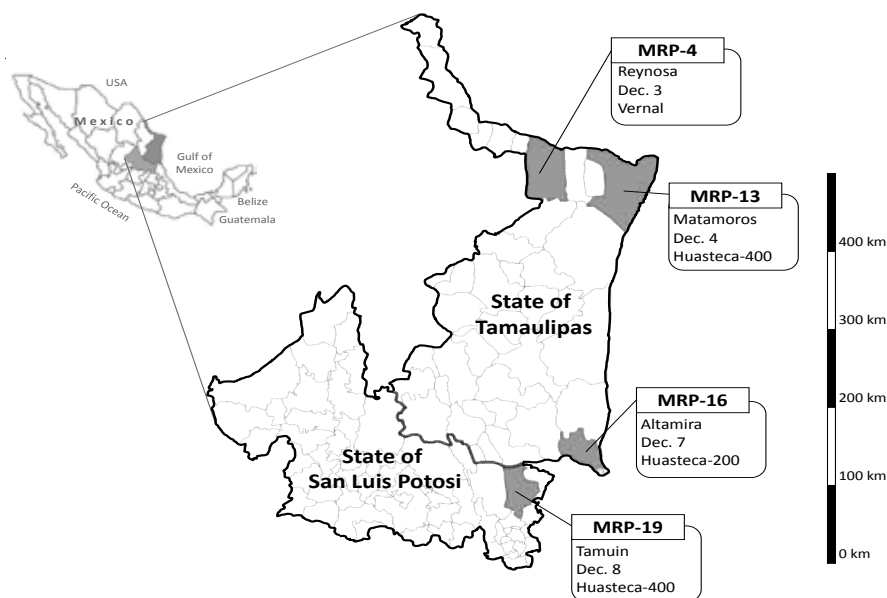 USA
Mexico
Gulf of
Mexico
Belize
Guatemala
Pacific Ocean
MRP-4
Reynosa
Dec. 3
Vernal
MRP-13
Matamoros
Dec. 4
Huasteca-400
State of
Tamaulipas
MRP-16
Altamira
Dec. 7
Huasteca-200
State of
San Luis Potosi
MRP-19
Tamuin
Dec. 8
Huasteca-400
400 km
300 km
200 km
100 km
0 km